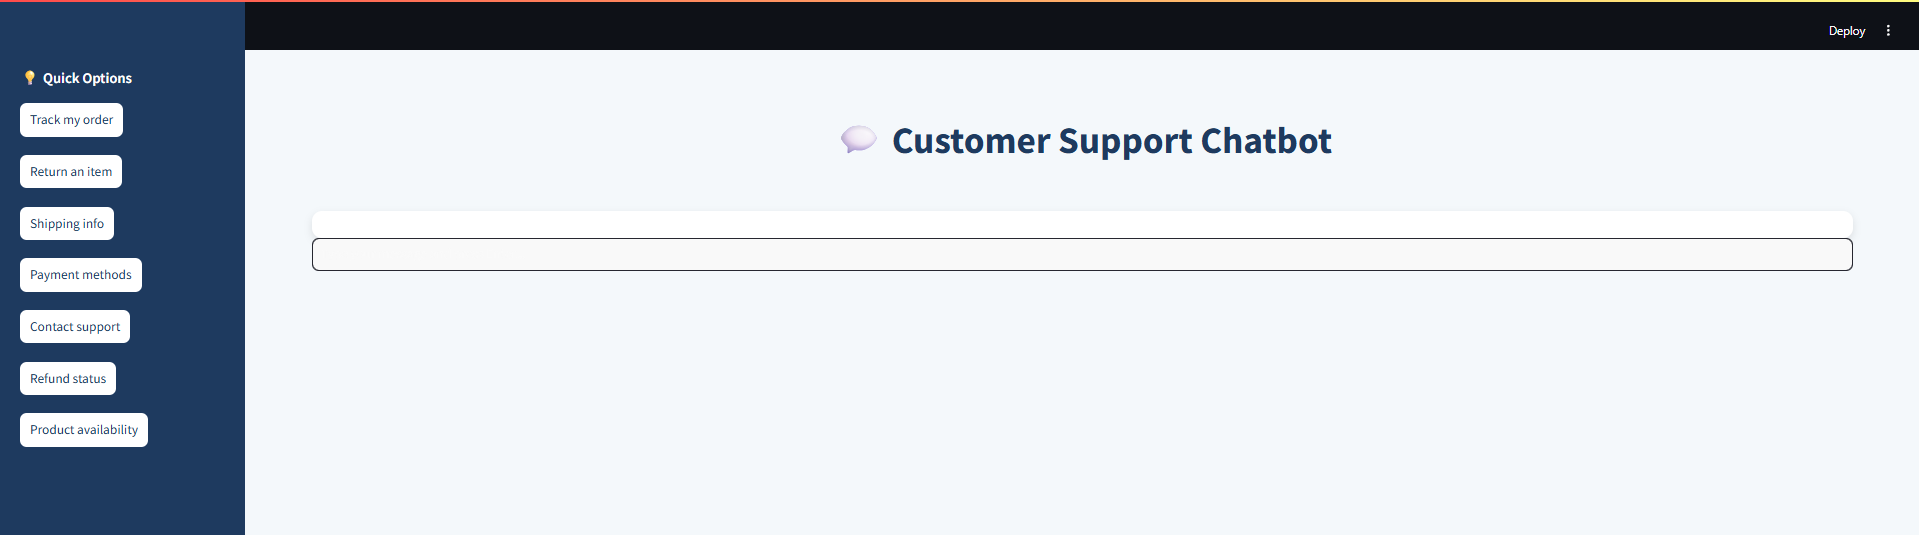 Deploy
Quick Options
Track my order
Return an item
Shipping info
Payment methods
Contact support
Refund status
Product availability
Customer Support Chatbot